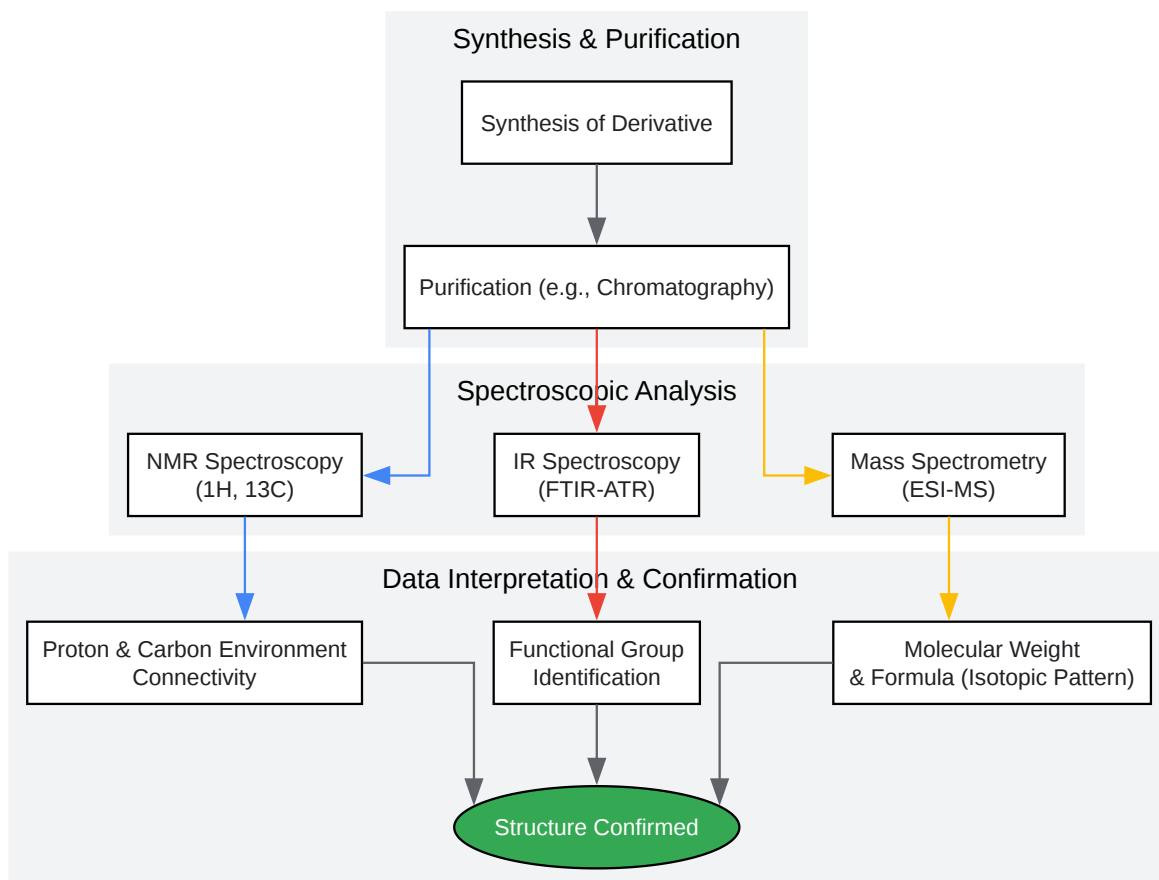 Synthesis & Purification
Synthesis of Derivative
Purification (e.g., Chromatography)
Spectroscopic Analysis
NMR Spectroscopy
(1H, 13C)
IR Spectroscopy
(FTIR-ATR)
Mass Spectrometry
(ESI-MS)
Data Interpretation & Confirmation
Proton & Carbon Environment
Connectivity
Functional Group
Identification
Molecular Weight
& Formula (Isotopic Pattern)
Structure Confirmed